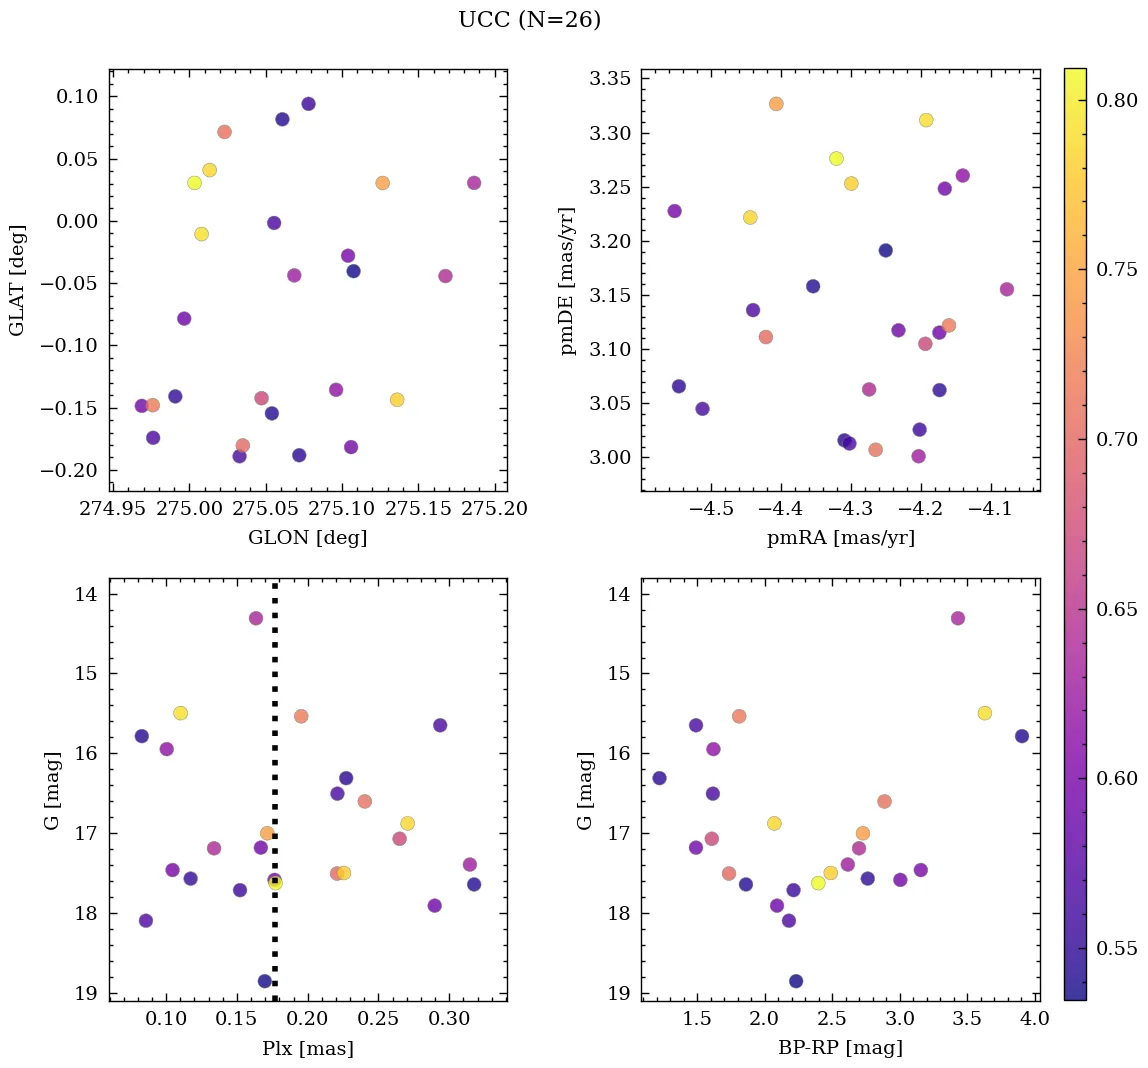 UCC (N=26)
0.10
0.05
0.00
−0.05
−0.10
−0.15
−0.20
GLAT [deg]
274.95 275.00 275.05 275.10 275.15 275.20
GLON [deg]
3.35
3.30
3.25
3.20
3.15
3.10
3.05
3.00
pmDE [mas/yr]
−4.5 −4.4 −4.3 −4.2 −4.1
pmRA [mas/yr]
14
15
16
17
18
19
G [mag]
0.10 0.15 0.20 0.25 0.30
Plx [mas]
14
15
16
17
18
19
G [mag]
1.5 2.0 2.5 3.0 3.5 4.0
BP-RP [mag]
0.80
0.75
0.70
0.65
0.60
0.55